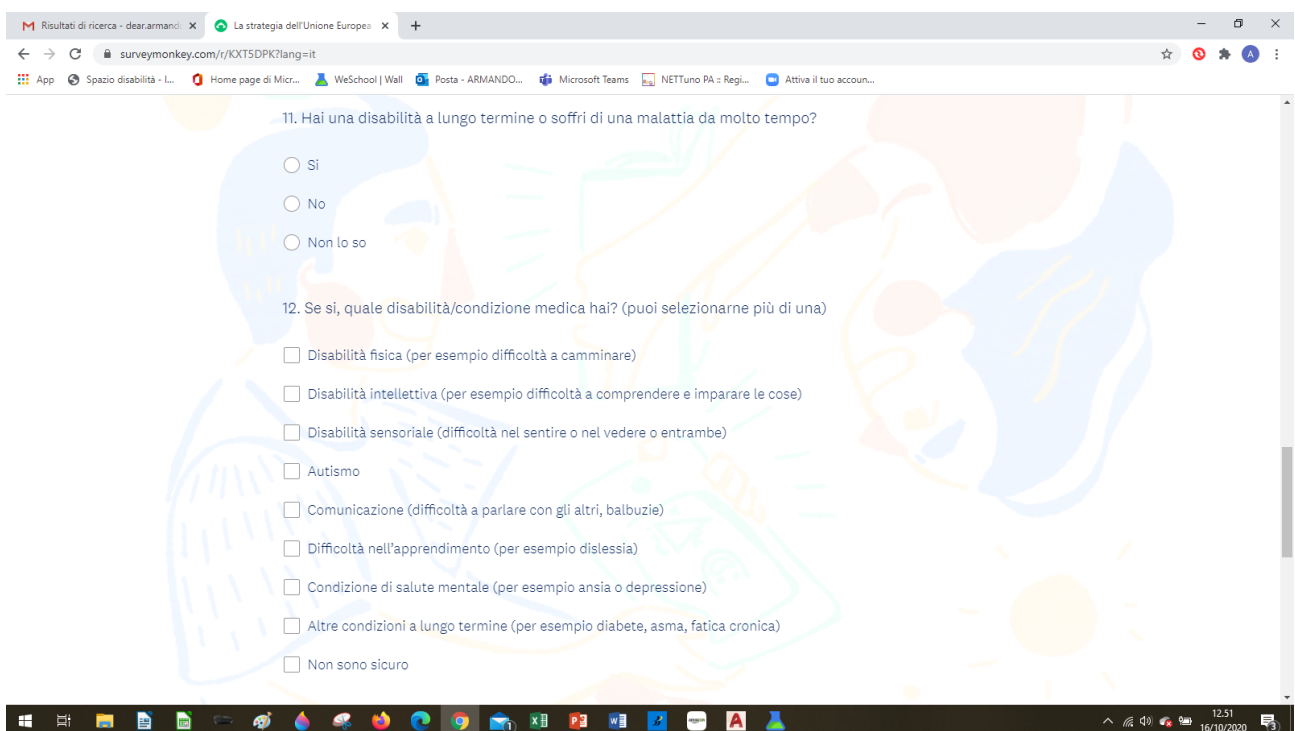 Risultati di ricerca - dear.armand
La strategia dell'Unione Europea
surveymonkey.com/r/KXT5DPK?lang=it
App Spazio disabilità - I... Home page di Micr... WeSchool | Wall Posta - ARMANDO... Microsoft Teams NETTuno PA :: Regi... Attiva il tuo accoun...
11. Hai una disabilità a lungo termine o soffri di una malattia da molto tempo?
Si
No
Non lo so
12. Se si, quale disabilità/condizione medica hai? (puoi selezionarne più di una)
Disabilità fisica (per esempio difficoltà a camminare)
Disabilità intellettiva (per esempio difficoltà a comprendere e imparare le cose)
Disabilità sensoriale (difficoltà nel sentire o nel vedere o entrambe)
Autismo
Comunicazione (difficoltà a parlare con gli altri, balbuzie)
Difficoltà nell'apprendimento (per esempio dislessia)
Condizione di salute mentale (per esempio ansia o depressione)
Altre condizioni a lungo termine (per esempio diabete, asma, fatica cronica)
Non sono sicuro
12.51
16/10/2020